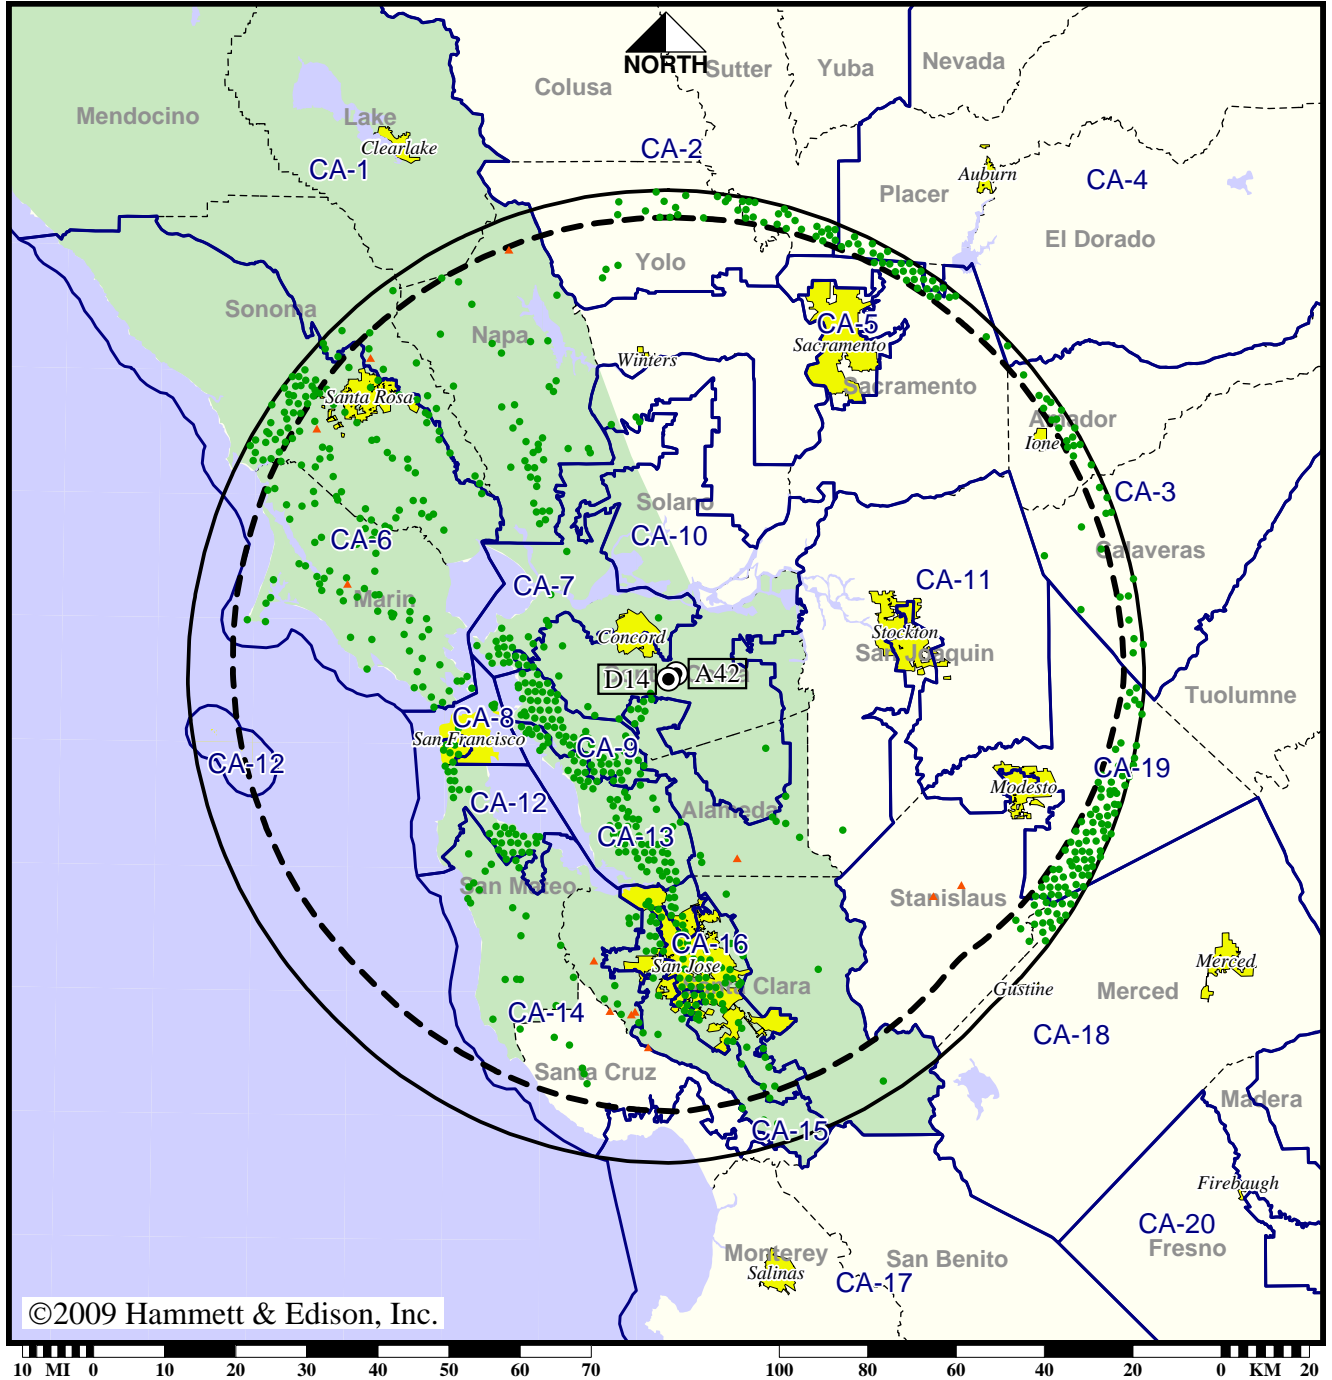 NORTH
Nevada
Yuba
Sutter
Colusa
Mendocino
Lake
Clearlake
CA-1
CA-2
Auburn
CA-4
Placer
El Dorado
Yolo
Sonoma
Napa
CA-5
Sacramento
Winters
Sacramento
Santa Rosa
Amador
Ione
CA-3
Solano
CA-10
CA-6
Calaveras
CA-7
CA-11
Marin
Concord
Stockton
San Joaquin
D14
A42
Tuolumne
CA-8
San Francisco
CA-9
CA-12
CA-19
Modesto
CA-12
Alameda
CA-13
San Mateo
Stanislaus
CA-16
San Jose
Merced
Clara
Gustine
Merced
CA-14
CA-18
Santa Cruz
Madera
CA-15
Firebaugh
CA-20
Fresno
Monterey
San Benito
Salinas
CA-17
©2009 Hammett & Edison, Inc.
10 MI 0 10 20 30 40 50 60 70 100 80 60 40 20 0 KM 20